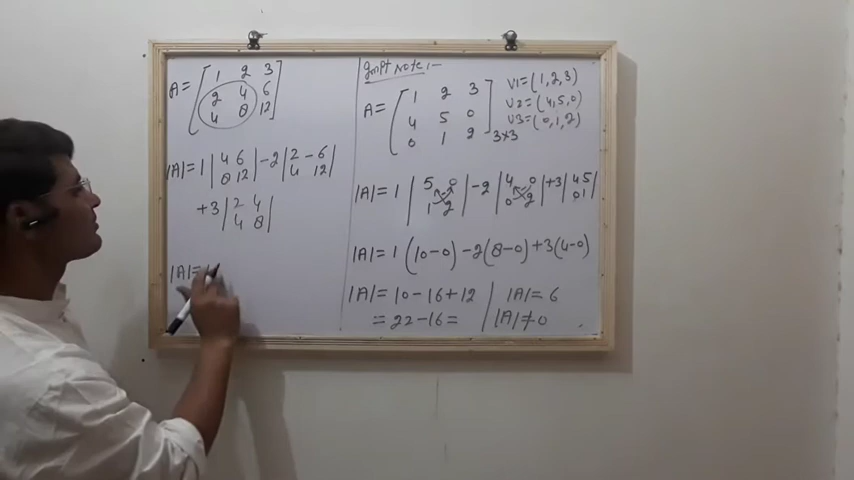 A = [ 1 2 3
2 4 6
4 8 12 ]
|A| = 1 | 4 6
8 12 | - 2 | 2 - 6
4 12 |
+ 3 | 2 4
4 8 |
|A| = 1
Impt note :-
A = [ 1 2 3
4 5 0
0 1 2 ] 3×3
V1 = (1,2,3)
V2 = (4,5,0)
V3 = (0,1,2)
|A| = 1 | 5 0
1 2 | - 2 | 4 0
0 2 | + 3 | 4 5
0 1 |
|A| = 1 (10-0) - 2(8-0) + 3(4-0)
|A| = 10 - 16 + 12
= 22 - 16 =
|A| = 6
|A| ≠ 0